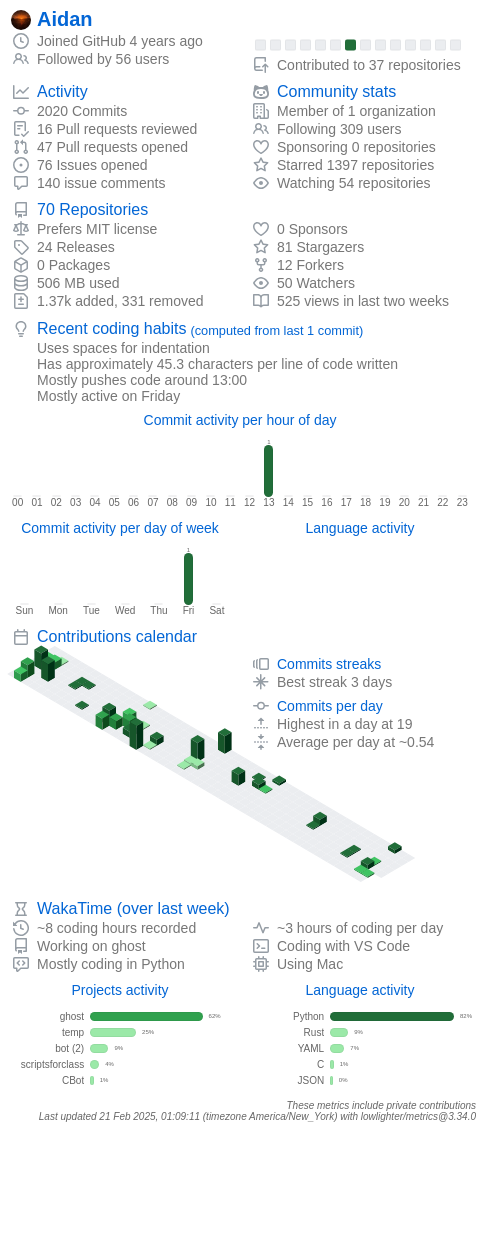 Aidan
Joined GitHub 4 years ago
Followed by 56 users
Contributed to 37 repositories
Activity
2020 Commits
16 Pull requests reviewed
47 Pull requests opened
76 Issues opened
140 issue comments
Community stats
Member of 1 organization
Following 309 users
Sponsoring 0 repositories
Starred 1397 repositories
Watching 54 repositories
70 Repositories
Prefers MIT license
24 Releases
0 Packages
506 MB used
1.37k added, 331 removed
0 Sponsors
81 Stargazers
12 Forkers
50 Watchers
525 views in last two weeks
Recent coding habits (computed from last 1 commit)
Uses spaces for indentation
Has approximately 45.3 characters per line of code written
Mostly pushes code around 13:00
Mostly active on Friday
Commit activity per hour of day
1
00 01 02 03 04 05 06 07 08 09 10 11 12 13 14 15 16 17 18 19 20 21 22 23
Commit activity per day of week
1
Sun Mon Tue Wed Thu Fri Sat
Language activity
Contributions calendar
Commits streaks
Best streak 3 days
Commits per day
Highest in a day at 19
Average per day at ~0.54
WakaTime (over last week)
~8 coding hours recorded
Working on ghost
Mostly coding in Python
~3 hours of coding per day
Coding with VS Code
Using Mac
Projects activity
ghost 62%
temp 25%
bot (2) 9%
scriptsforclass 4%
CBot 1%
Language activity
Python 82%
Rust 9%
YAML 7%
C 1%
JSON 0%
These metrics include private contributions
Last updated 21 Feb 2025, 01:09:11 (timezone America/New_York) with lowlighter/metrics@3.34.0